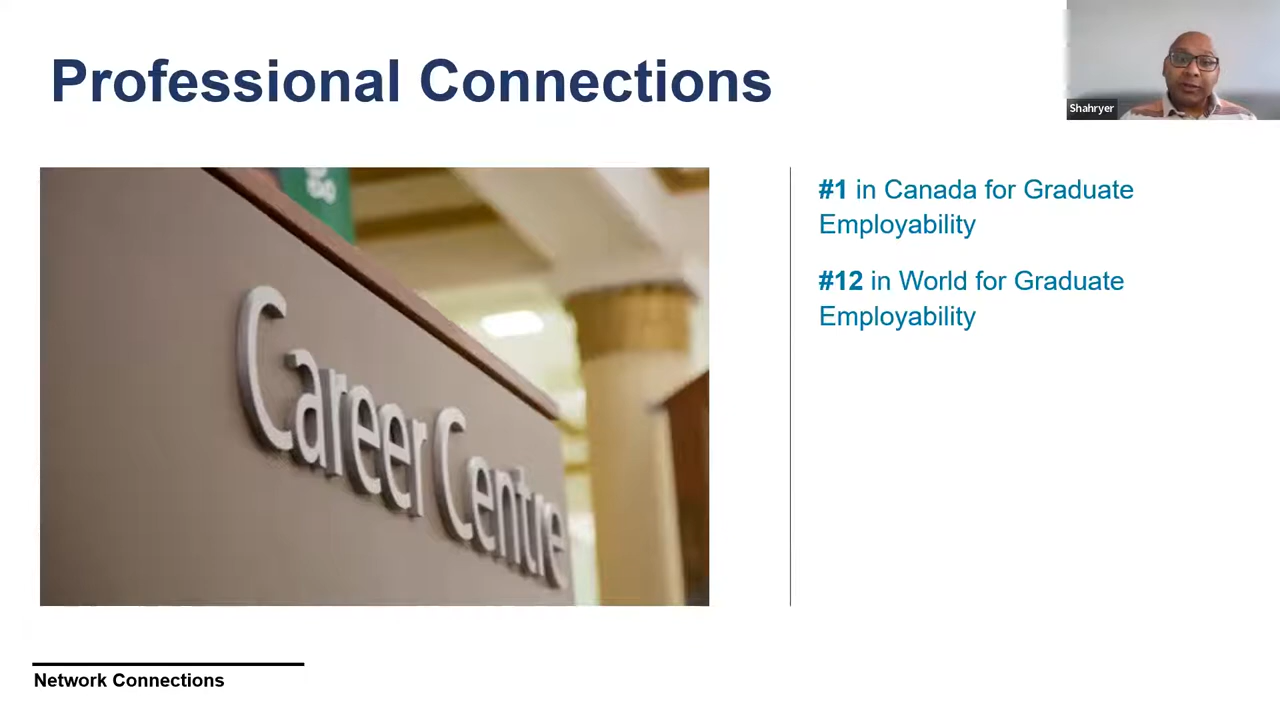 Professional Connections
Shahryer
#1 in Canada for Graduate
Employability
#12 in World for Graduate
Employability
Career Centre
Network Connections